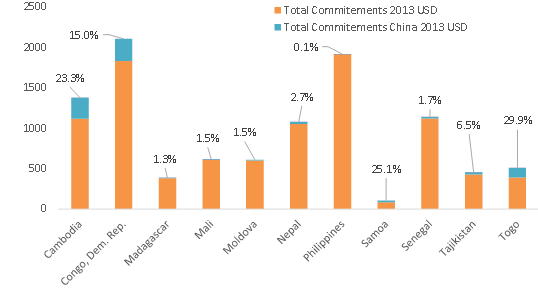 Total Commitements 2013 USD
Total Commitements China 2013 USD
2500
2000
1500
1000
500
0
23.3%
15.0%
1.3%
1.5%
1.5%
2.7%
0.1%
25.1%
1.7%
6.5%
29.9%
Cambodia
Congo, Dem. Rep.
Madagascar
Mali
Moldova
Nepal
Philippines
Samoa
Senegal
Tajikistan
Togo